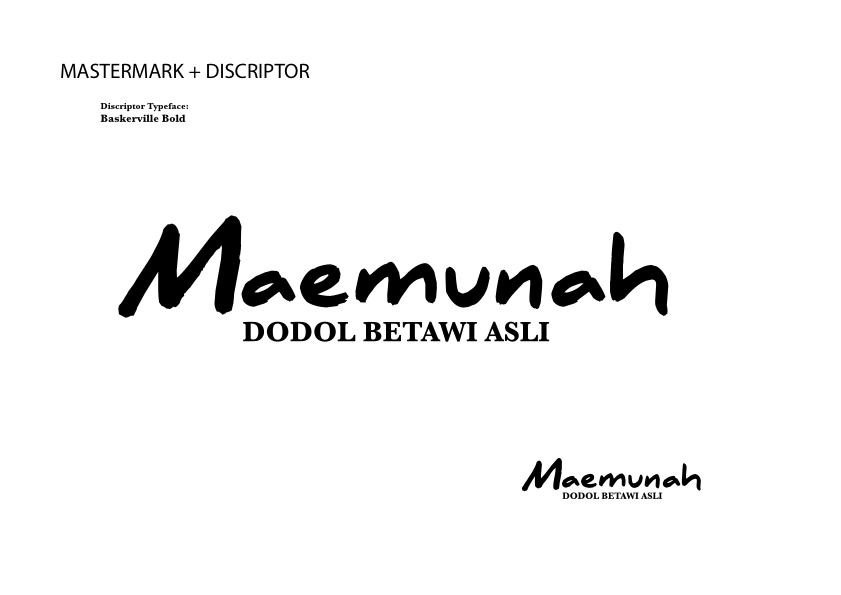 MASTERMARK + DISCRIPTOR
Discriptor Typeface:
Baskerville Bold
Maemunah
DODOL BETAWI ASLI
Maemunah
DODOL BETAWI ASLI